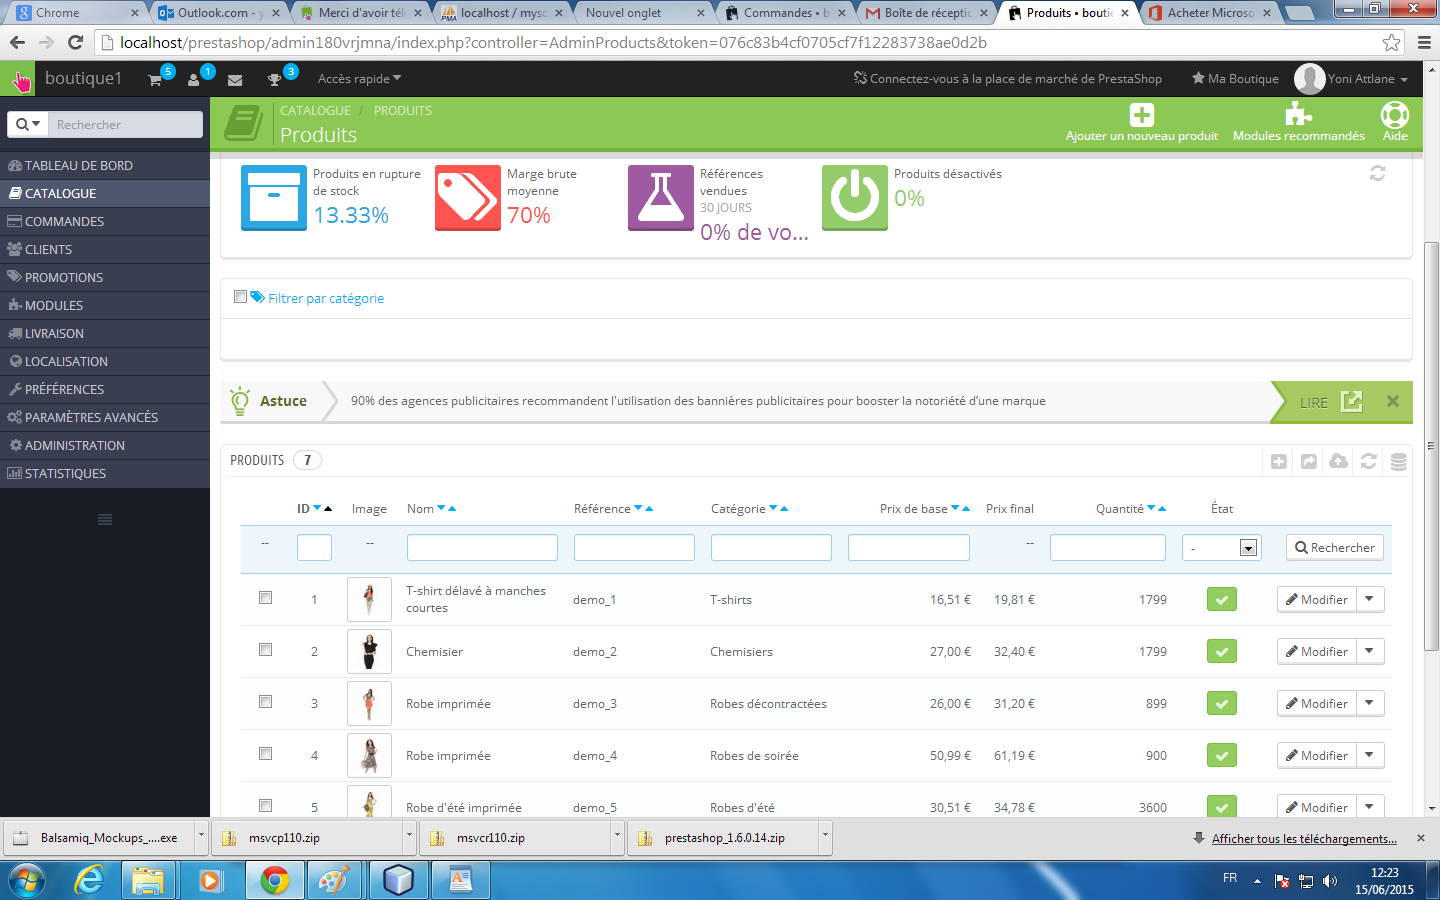 Chrome
Outlook.com - y
Merci d'avoir télé
localhost / mysq
Nouvel onglet
Commandes • b
Boîte de réceptic
Produits • boutic
Acheter Microso
localhost/prestashop/admin180vrjmna/index.php?controller=AdminProducts&token=076c83b4cf0705cf7f12283738ae0d2b
boutique1
5
1
3
Accès rapide
Connectez-vous à la place de marché de PrestaShop
Ma Boutique
Yoni Attlane
Rechercher
CATALOGUE / PRODUITS
Produits
Ajouter un nouveau produit
Modules recommandés
Aide
TABLEAU DE BORD
CATALOGUE
COMMANDES
CLIENTS
PROMOTIONS
MODULES
LIVRAISON
LOCALISATION
PRÉFÉRENCES
PARAMÈTRES AVANCÉS
ADMINISTRATION
STATISTIQUES
Produits en rupture
de stock
13.33%
Marge brute
moyenne
70%
Références
vendues
30 JOURS
0% de vo...
Produits désactivés
0%
Filtrer par catégorie
Astuce
90% des agences publicitaires recommandent l'utilisation des bannières publicitaires pour booster la notoriété d’une marque
LIRE
PRODUITS 7
ID Image Nom Référence Catégorie Prix de base Prix final Quantité État
-- -- -- - Rechercher
T-shirt délavé à manches
1 courtes demo_1 T-shirts 16,51 € 19,81 € 1799 Modifier
2 Chemisier demo_2 Chemisiers 27,00 € 32,40 € 1799 Modifier
3 Robe imprimée demo_3 Robes décontractées 26,00 € 31,20 € 899 Modifier
4 Robe imprimée demo_4 Robes de soirée 50,99 € 61,19 € 900 Modifier
5 Robe d'été imprimée demo_5 Robes d'été 30,51 € 34,78 € 3600 Modifier
Balsamiq_Mockups_....exe
msvcp110.zip
msvcr110.zip
prestashop_1.6.0.14.zip
Afficher tous les téléchargements...
FR
12:23
15/06/2015